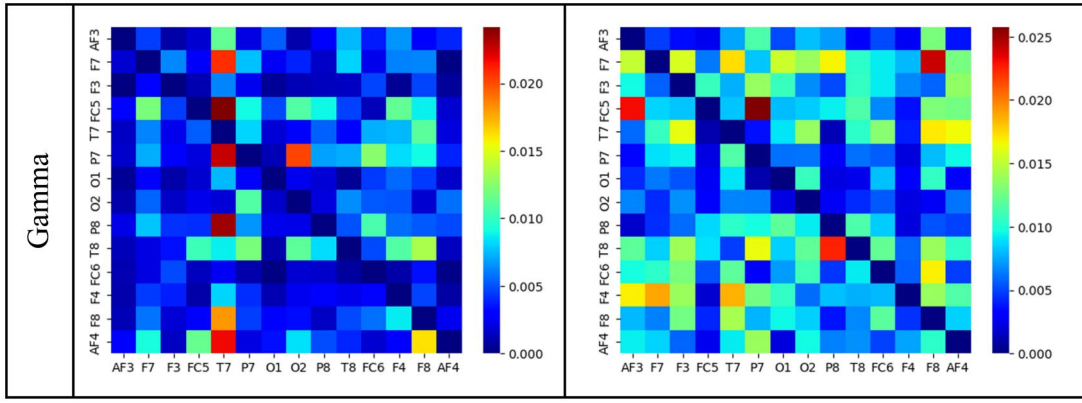 Gamma
AF3
F7
F3
FC5
T7
P7
O1
O2
P8
T8
FC6
F4
F8
AF4
AF3 F7 F3 FC5 T7 P7 O1 O2 P8 T8 FC6 F4 F8 AF4
0.020
0.015
0.010
0.005
0.000
AF3
F7
F3
FC5
T7
P7
O1
O2
P8
T8
FC6
F4
F8
AF4
AF3 F7 F3 FC5 T7 P7 O1 O2 P8 T8 FC6 F4 F8 AF4
0.025
0.020
0.015
0.010
0.005
0.000